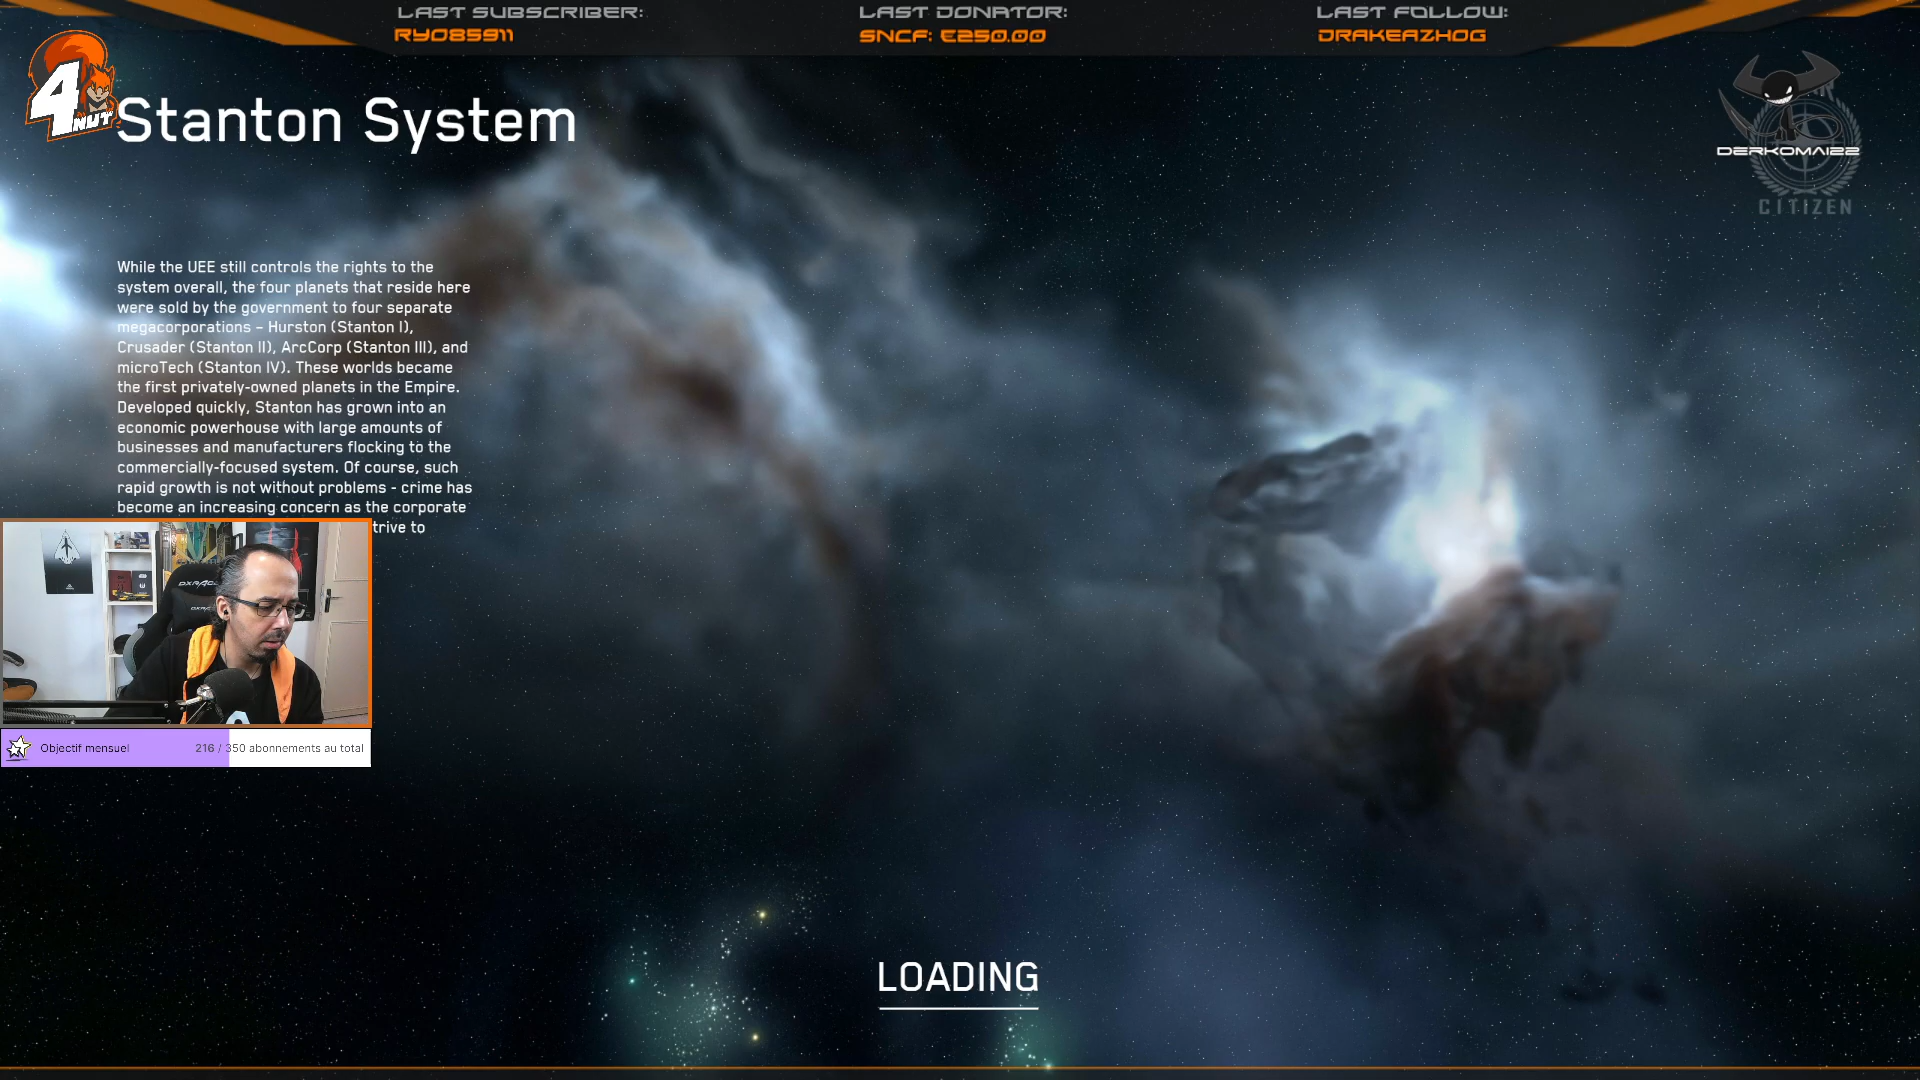 LAST SUBSCRIBER:
RYO85911
LAST DONATOR:
SNCF: €250.00
LAST FOLLOW:
DRAKEAZHOG
4
NUT
Stanton System
DERKOMAI22
CITIZEN
While the UEE still controls the rights to the
system overall, the four planets that reside here
were sold by the government to four separate
megacorporations – Hurston (Stanton I),
Crusader (Stanton II), ArcCorp (Stanton III), and
microTech (Stanton IV). These worlds became
the first privately-owned planets in the Empire.
Developed quickly, Stanton has grown into an
economic powerhouse with large amounts of
businesses and manufacturers flocking to the
commercially-focused system. Of course, such
rapid growth is not without problems - crime has
become an increasing concern as the corporate
trive to
Objectif mensuel
216 / 350 abonnements au total
LOADING